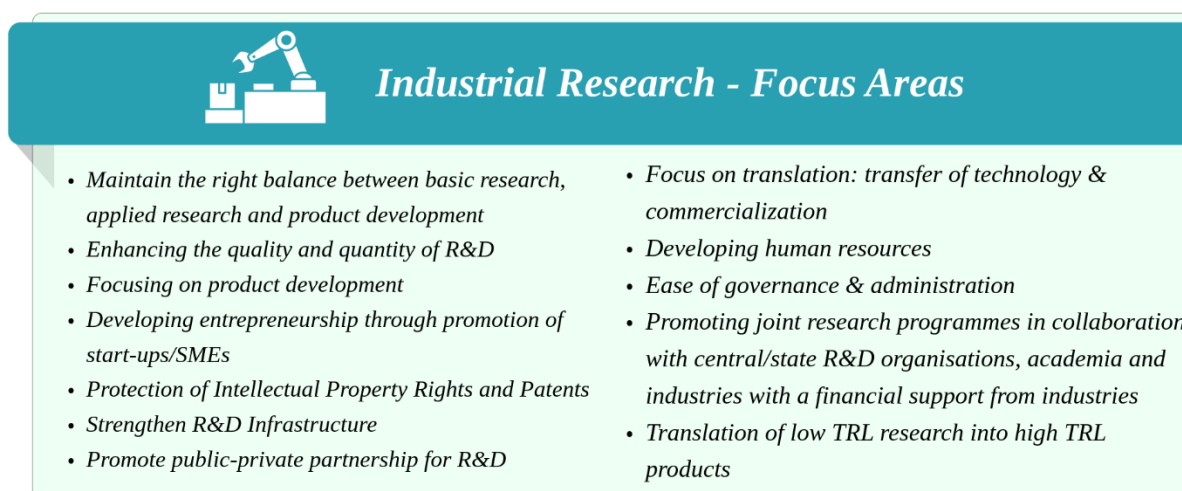 Industrial Research - Focus Areas
• Maintain the right balance between basic research,
applied research and product development
• Enhancing the quality and quantity of R&D
• Focusing on product development
• Developing entrepreneurship through promotion of
start-ups/SMEs
• Protection of Intellectual Property Rights and Patents
• Strengthen R&D Infrastructure
• Promote public-private partnership for R&D
• Focus on translation: transfer of technology &
commercialization
• Developing human resources
• Ease of governance & administration
• Promoting joint research programmes in collaboration
with central/state R&D organisations, academia and
industries with a financial support from industries
• Translation of low TRL research into high TRL
products